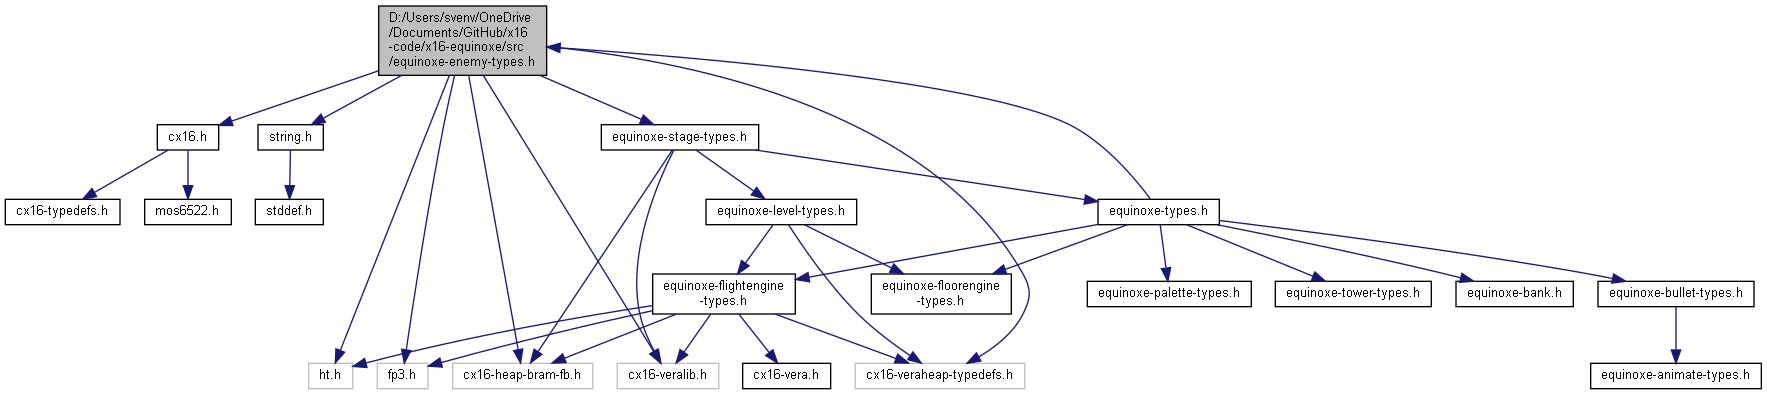 D:/Users/svenv/OneDrive
/Documents/GitHub/x16
-code/x16-equinoxe/src
/equinoxe-enemy-types.h
cx16.h
string.h
equinoxe-stage-types.h
cx16-typedefs.h
mos6522.h
stddef.h
equinoxe-level-types.h
equinoxe-types.h
equinoxe-flightengine
-types.h
equinoxe-floorengine
-types.h
equinoxe-palette-types.h
equinoxe-tower-types.h
equinoxe-bank.h
equinoxe-bullet-types.h
ht.h
fp3.h
cx16-heap-bram-fb.h
cx16-veralib.h
cx16-vera.h
cx16-veraheap-typedefs.h
equinoxe-animate-types.h